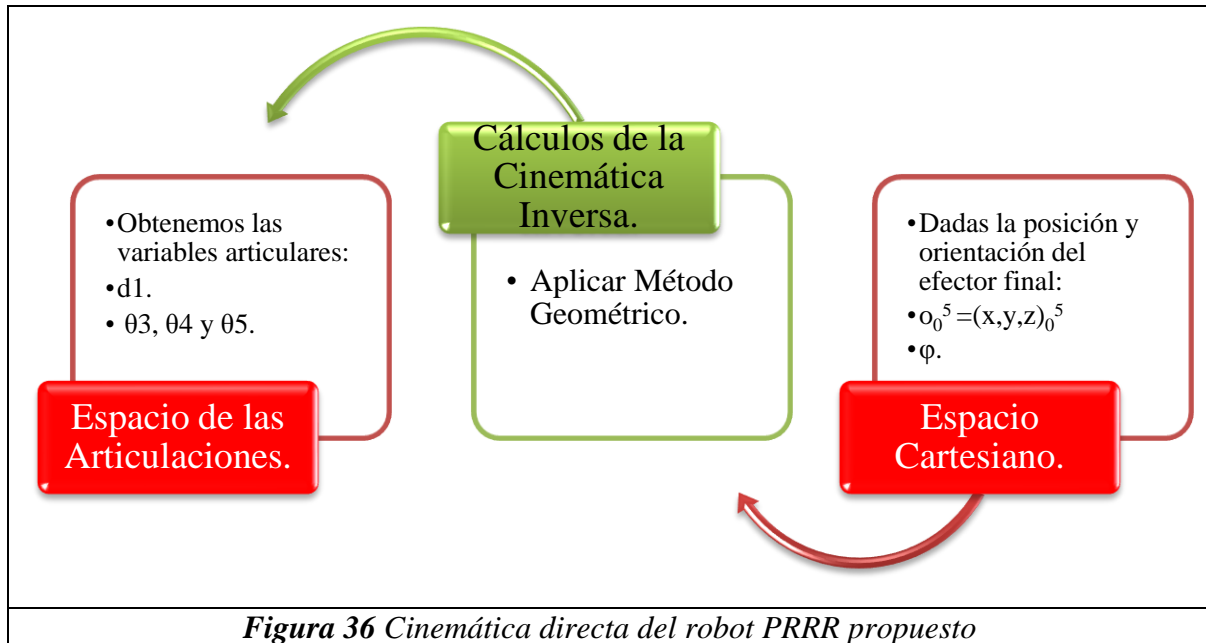 •Obtenemos las
variables articulares:
•d1.
• θ3, θ4 y θ5.
Espacio de las
Articulaciones.
Cálculos de la
Cinemática
Inversa.
• Aplicar Método
Geométrico.
•Dadas la posición y
orientación del
efector final:
•o₀⁵ =(x,y,z)₀⁵
•φ.
Espacio
Cartesiano.
Figura 36 Cinemática directa del robot PRRR propuesto